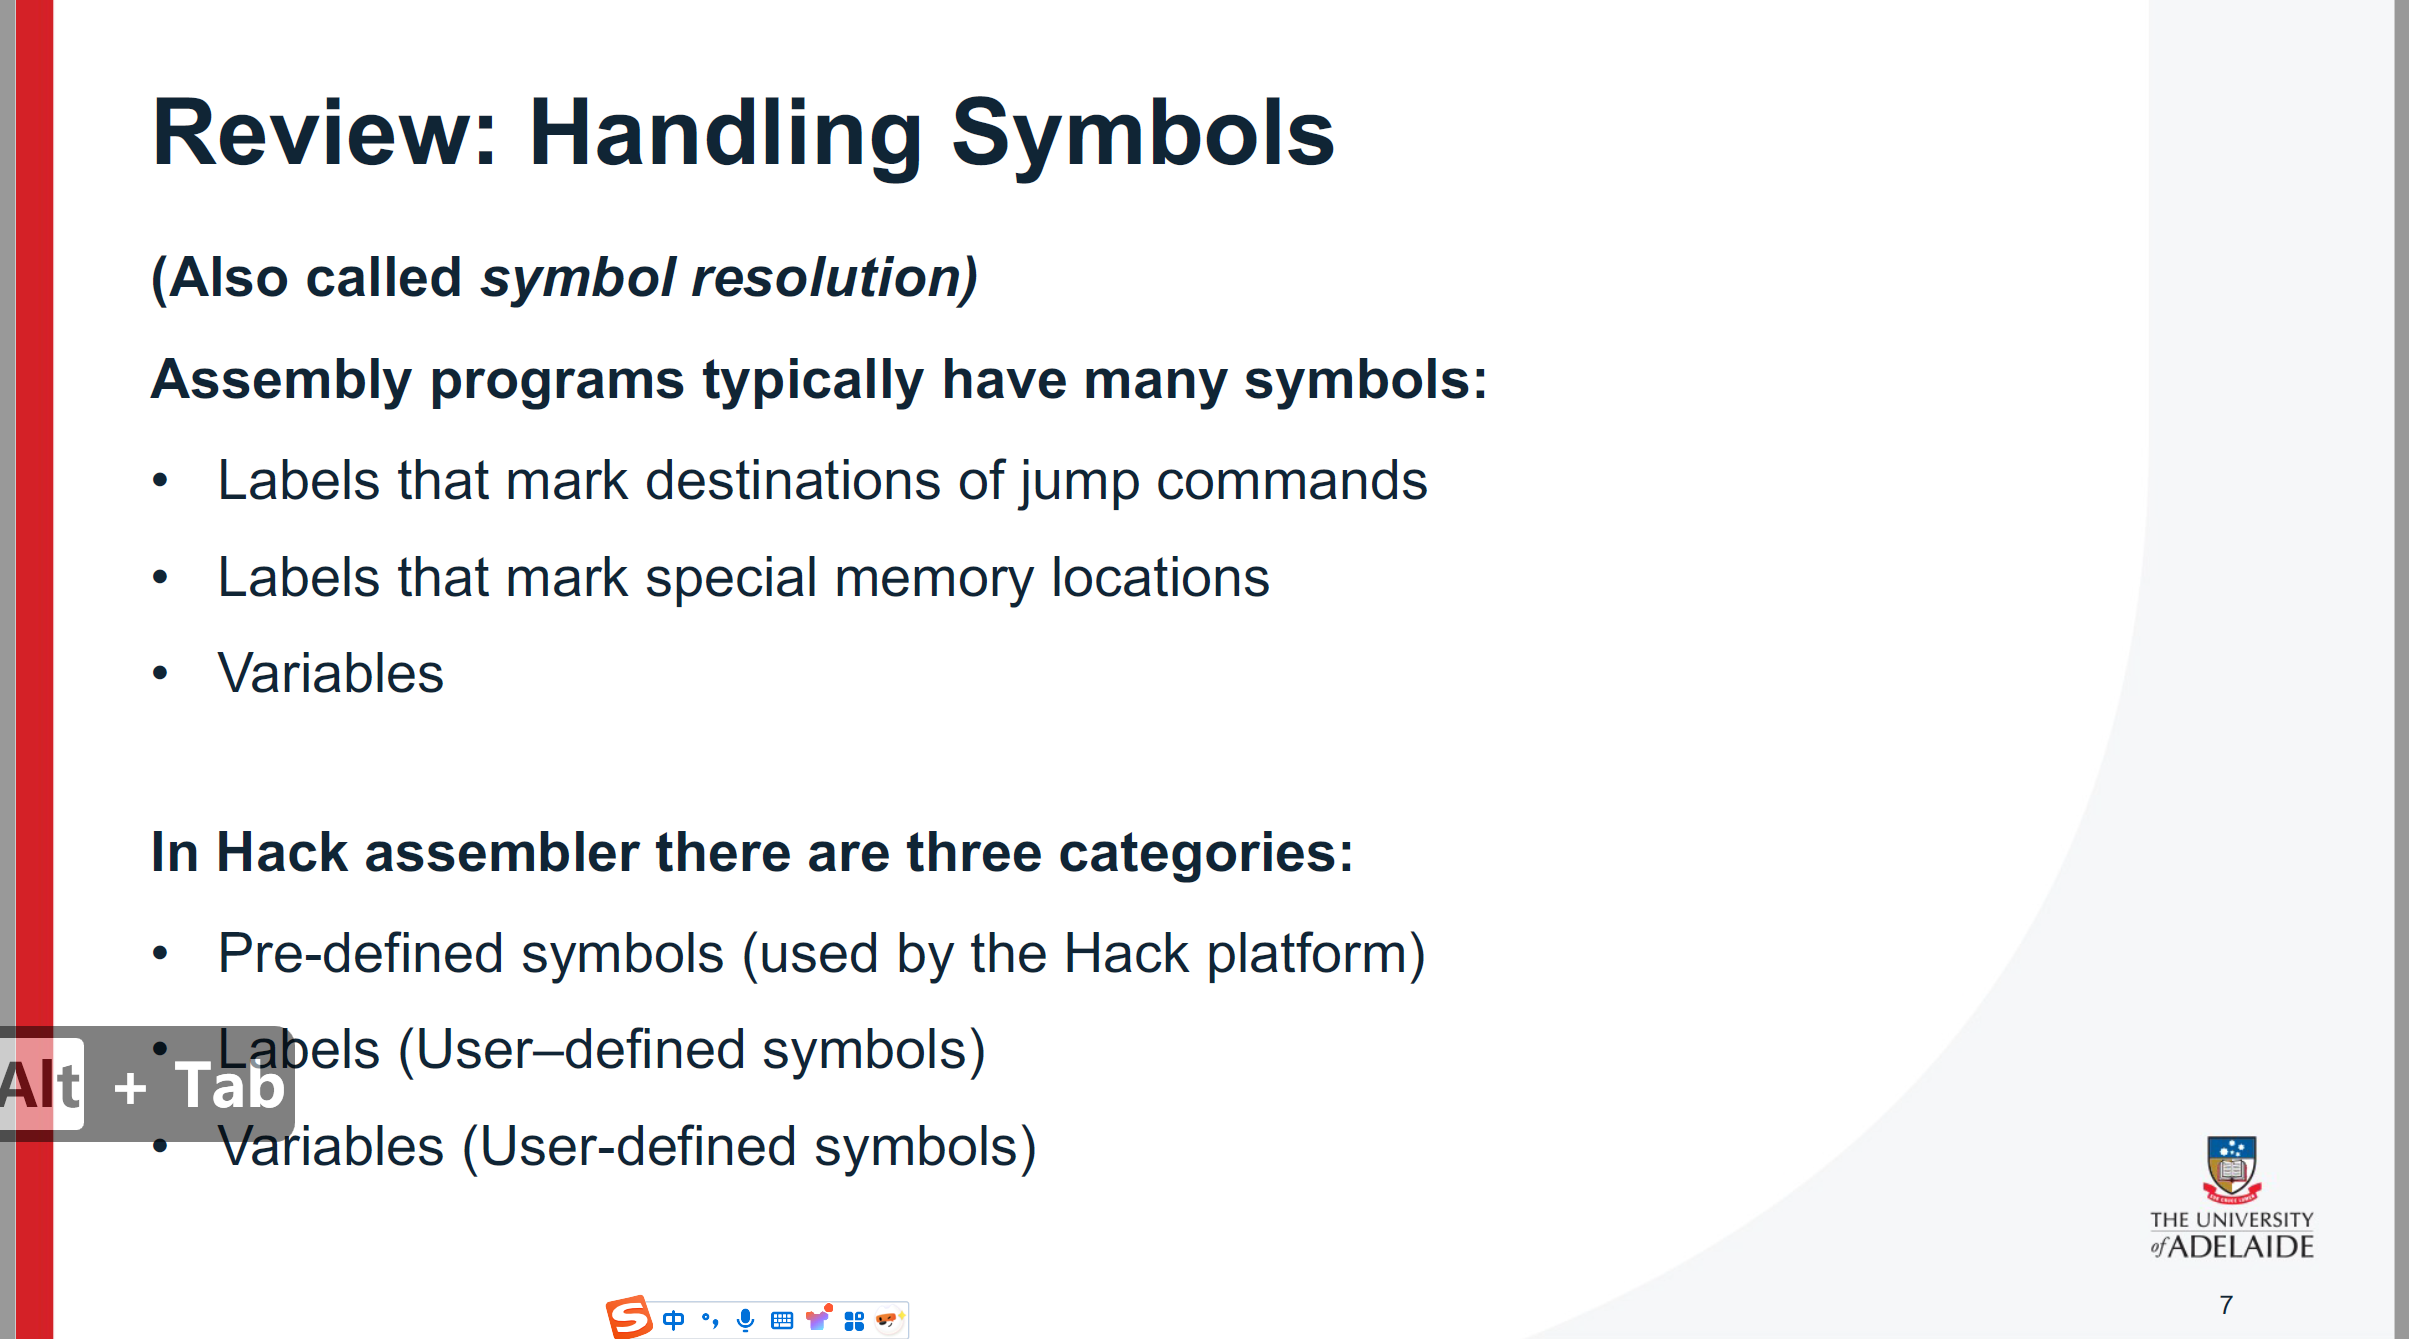 Review: Handling Symbols
(Also called symbol resolution)
Assembly programs typically have many symbols:
• Labels that mark destinations of jump commands
• Labels that mark special memory locations
• Variables
In Hack assembler there are three categories:
• Pre-defined symbols (used by the Hack platform)
• Labels (User–defined symbols)
Alt + Tab
• Variables (User-defined symbols)
THE UNIVERSITY
of ADELAIDE
7
S 中 °,